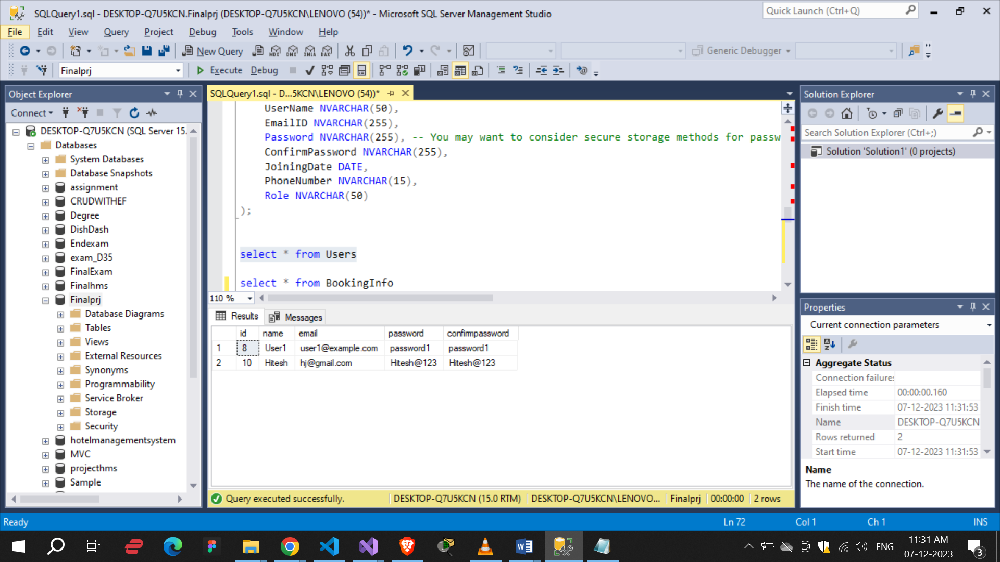 SQLQuery1.sql - DESKTOP-Q7U5KCN.Finalprj (DESKTOP-Q7U5KCN\LENOVO (54))* - Microsoft SQL Server Management Studio
Quick Launch (Ctrl+Q)
File Edit View Query Project Debug Tools Window Help
New Query MDX DMX XMLA DAX Generic Debugger
Finalprj Execute Debug
Object Explorer
Connect
DESKTOP-Q7U5KCN (SQL Server 15.
Databases
System Databases
Database Snapshots
assignment
CRUDWITHEF
Degree
DishDash
Endexam
exam_D35
FinalExam
Finalhms
Finalprj
Database Diagrams
Tables
Views
External Resources
Synonyms
Programmability
Service Broker
Storage
Security
hotelmanagementsystem
MVC
projecthms
Sample
SQLQuery1.sql - D...5KCN\LENOVO (54))*
UserName NVARCHAR(50),
EmailID NVARCHAR(255),
Password NVARCHAR(255), -- You may want to consider secure storage methods for passw
ConfirmPassword NVARCHAR(255),
JoiningDate DATE,
PhoneNumber NVARCHAR(15),
Role NVARCHAR(50)
);
select * from Users
select * from BookingInfo
110 %
Results Messages
id name email password confirmpassword
1 8 User1 user1@example.com password1 password1
2 10 Hitesh hj@gmail.com Hitesh@123 Hitesh@123
Query executed successfully. DESKTOP-Q7U5KCN (15.0 RTM) DESKTOP-Q7U5KCN\LENOVO... Finalprj 00:00:00 2 rows
Solution Explorer
Search Solution Explorer (Ctrl+;)
Solution 'Solution1' (0 projects)
Properties
Current connection parameters
Aggregate Status
Connection failures
Elapsed time 00:00:00.160
Finish time 07-12-2023 11:31:53
Name DESKTOP-Q7U5KCN
Rows returned 2
Start time 07-12-2023 11:31:53
Name
The name of the connection.
Ready Ln 72 Col 1 Ch 1 INS
ENG 11:31 AM
07-12-2023
3